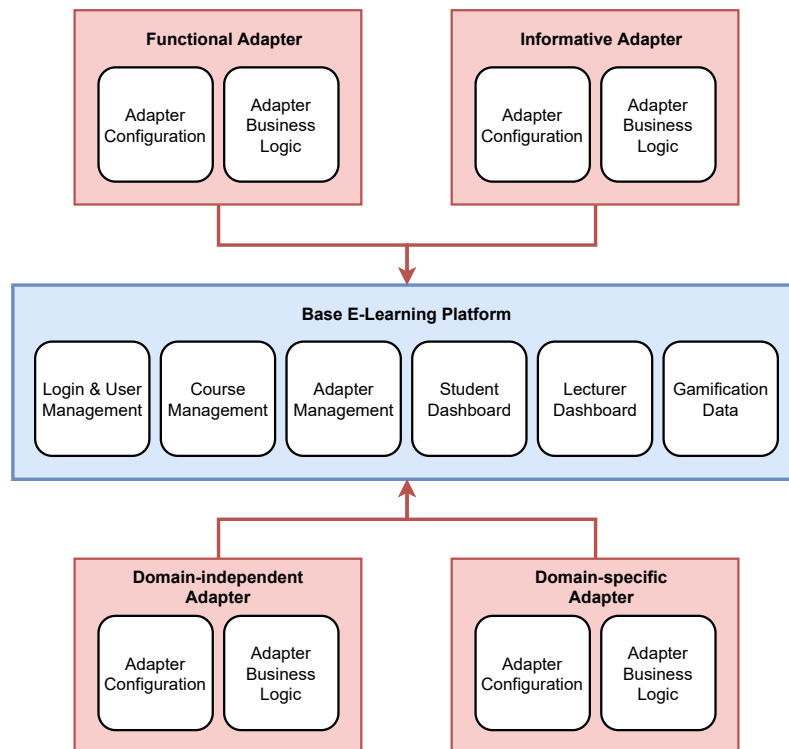 Functional Adapter
Adapter
Configuration
Adapter
Business
Logic
Informative Adapter
Adapter
Configuration
Adapter
Business
Logic
Base E-Learning Platform
Login & User
Management
Course
Management
Adapter
Management
Student
Dashboard
Lecturer
Dashboard
Gamification
Data
Domain-independent
Adapter
Adapter
Configuration
Adapter
Business
Logic
Domain-specific
Adapter
Adapter
Configuration
Adapter
Business
Logic